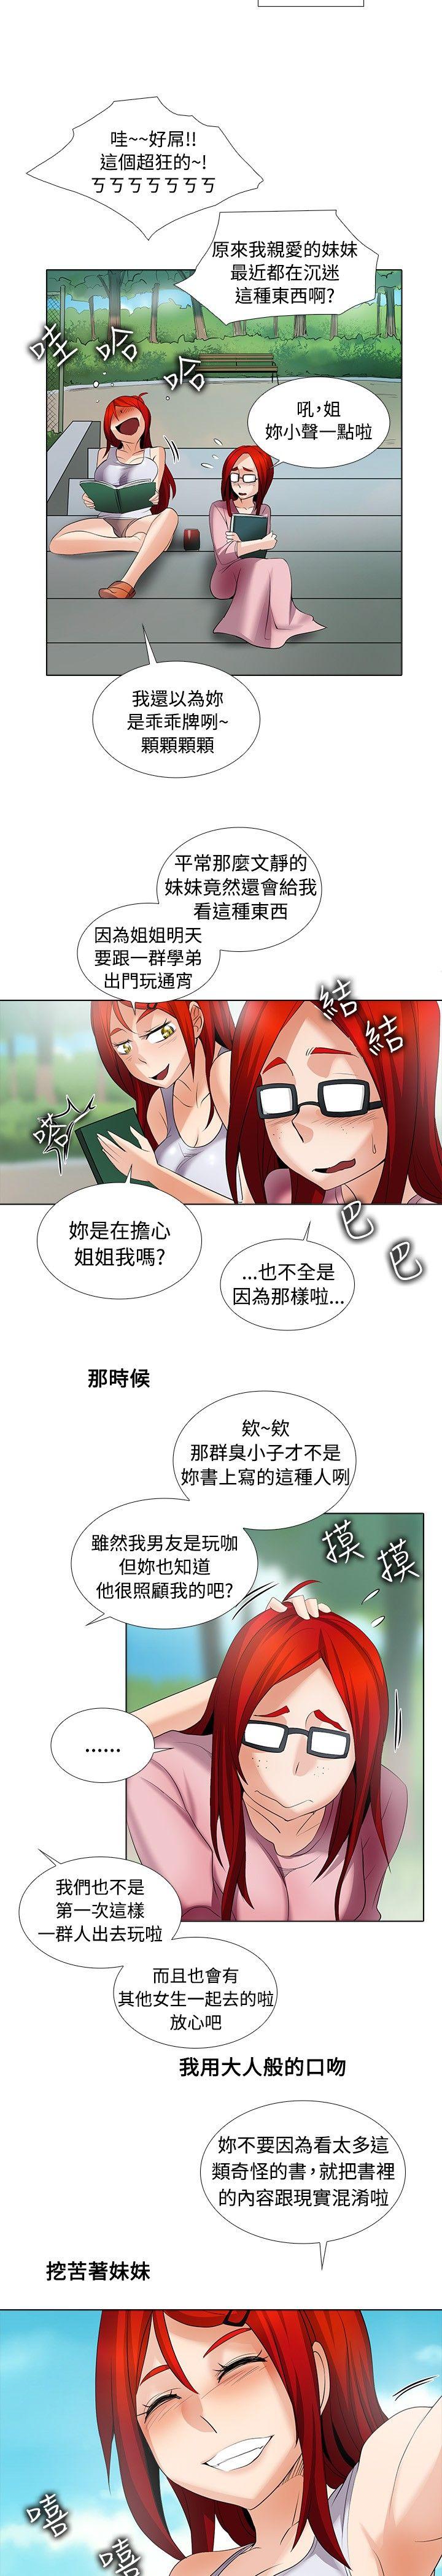 哇~~好屌!!
這個超狂的~!
ㄎㄎㄎㄎㄎㄎㄎ
原來我親愛的妹妹
最近都在沉迷
這種東西啊?
哇
哈
哈
吼,姐
妳小聲一點啦
我還以為妳
是乖乖牌咧~
顆顆顆顆
平常那麼文靜的
妹妹竟然還會給我
看這種東西
因為姐姐明天
要跟一群學弟
出門玩通宵
結
結
嗒
巴
巴
妳是在擔心
姐姐我嗎?
...也不全是
因為那樣啦...
那時候
欸~欸
那群臭小子才不是
妳書上寫的這種人咧
雖然我男友是玩咖
但妳也知道
他很照顧我的吧?
摸
摸
......
我們也不是
第一次這樣
一群人出去玩啦
而且也會有
其他女生一起去的啦
放心吧
我用大人般的口吻
妳不要因為看太多這
類奇怪的書,就把書裡
的內容跟現實混淆啦
挖苦著妹妹
嘻
嘻